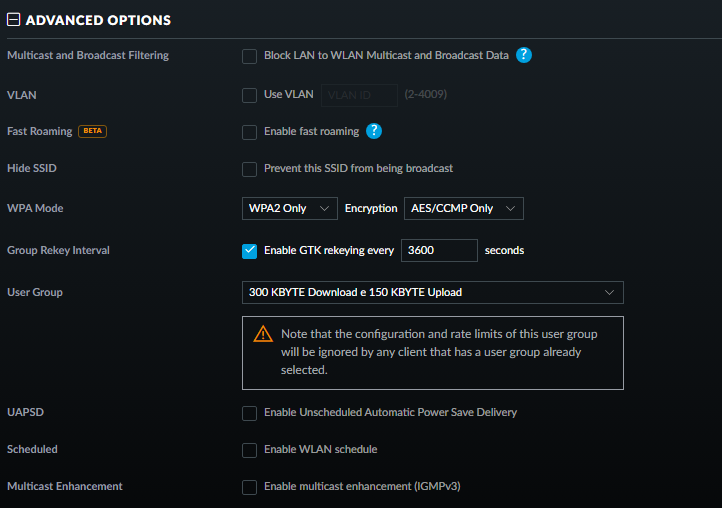 ADVANCED OPTIONS
Multicast and Broadcast Filtering Block LAN to WLAN Multicast and Broadcast Data ?
VLAN Use VLAN VLAN ID (2-4009)
Fast Roaming BETA Enable fast roaming ?
Hide SSID Prevent this SSID from being broadcast
WPA Mode WPA2 Only Encryption AES/CCMP Only
Group Rekey Interval Enable GTK rekeying every 3600 seconds
User Group 300 KBYTE Download e 150 KBYTE Upload
Note that the configuration and rate limits of this user group
will be ignored by any client that has a user group already
selected.
UAPSD Enable Unscheduled Automatic Power Save Delivery
Scheduled Enable WLAN schedule
Multicast Enhancement Enable multicast enhancement (IGMPv3)